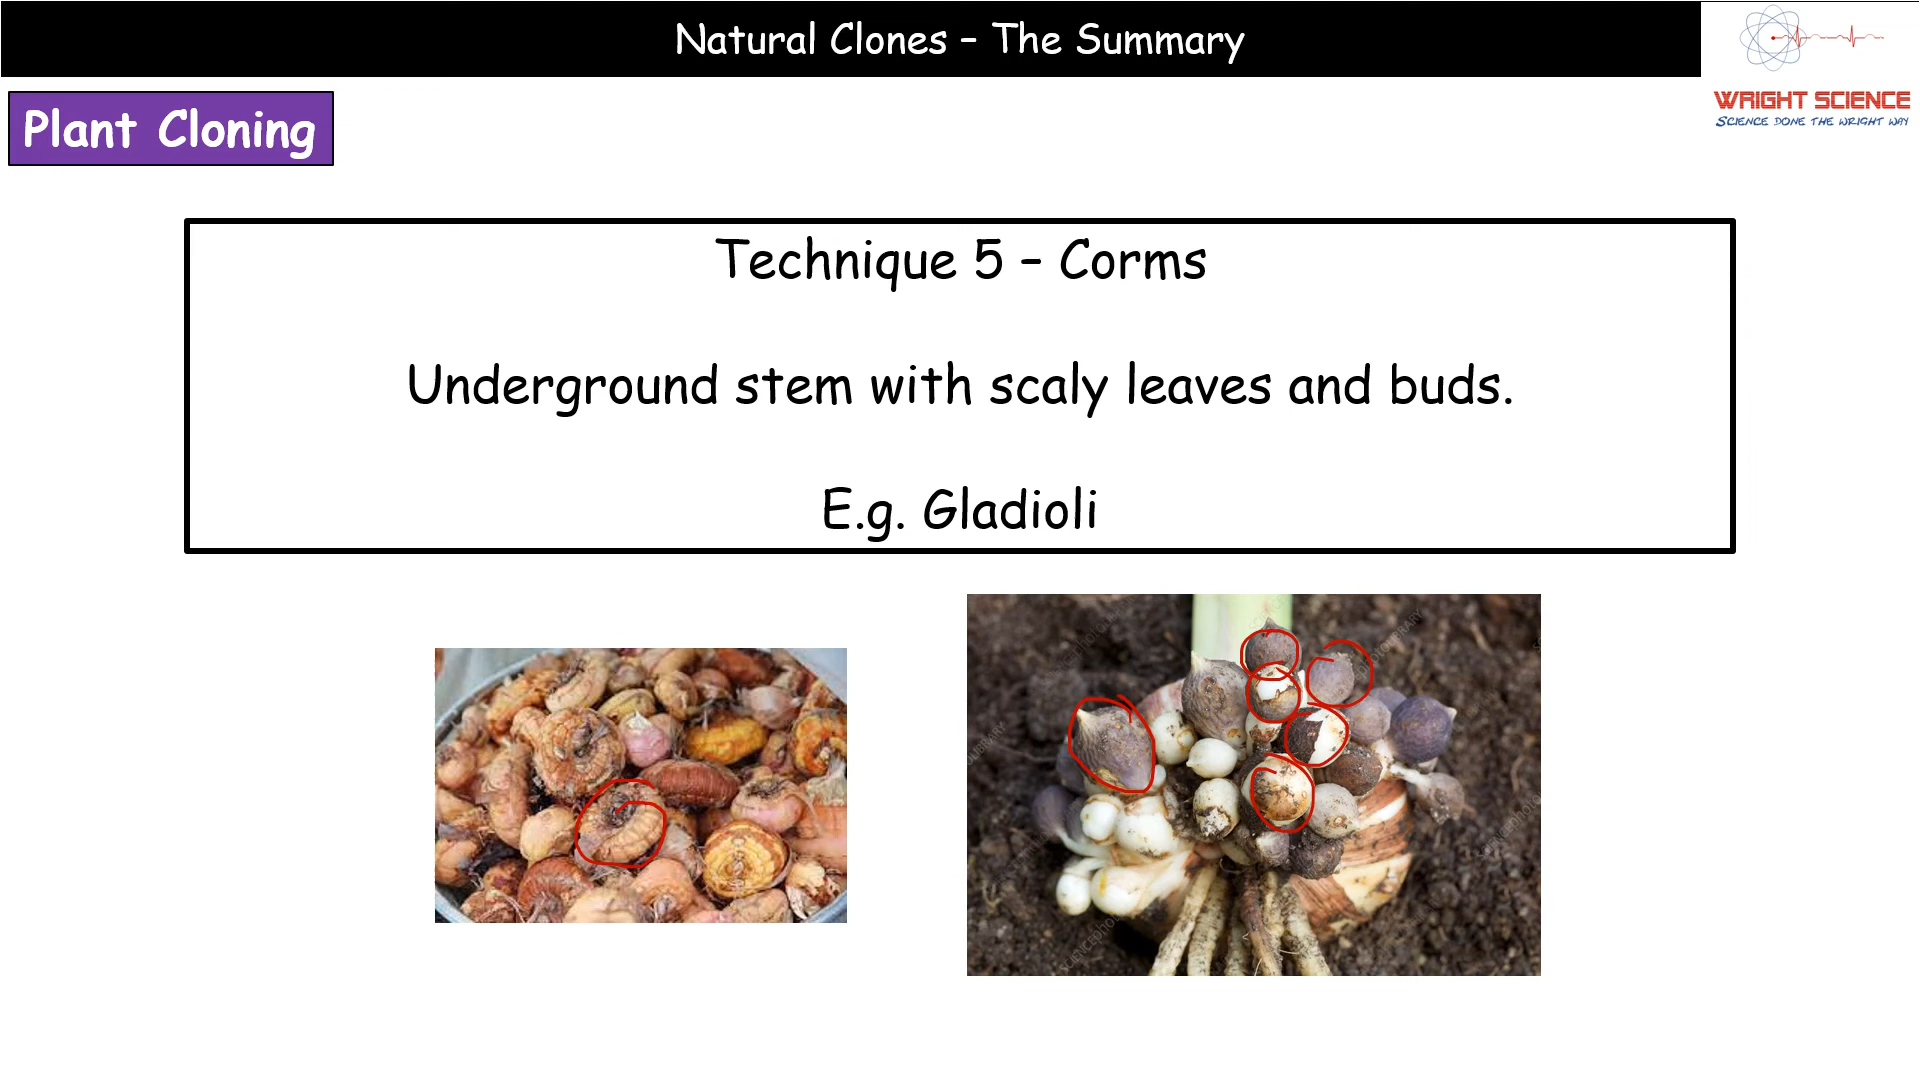 Natural Clones – The Summary
WRIGHT SCIENCE
SCIENCE DONE THE WRIGHT WAY
Plant Cloning
Technique 5 – Corms
Underground stem with scaly leaves and buds.
E.g. Gladioli